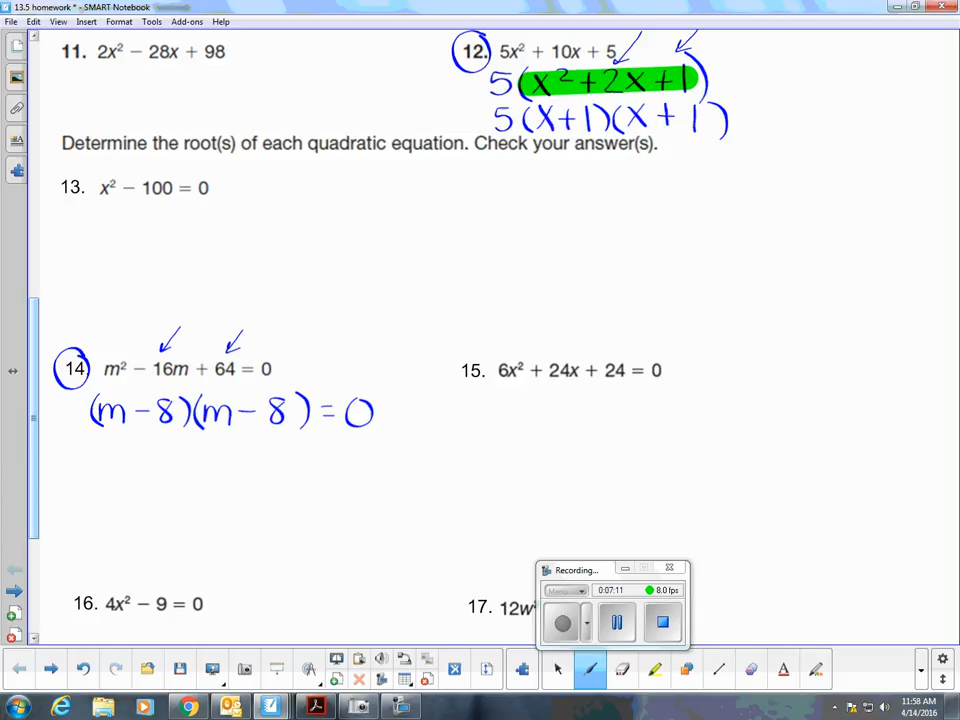 13.5 homework * - SMART Notebook
File Edit View Insert Format Tools Add-ons Help
11. 2x² − 28x + 98
12. 5x² + 10x + 5
5(x²+2x+1)
5(x+1)(x+1)
Determine the root(s) of each quadratic equation. Check your answer(s).
13. x² − 100 = 0
14. m² − 16m + 64 = 0
(m−8)(m−8)=0
15. 6x² + 24x + 24 = 0
16. 4x² − 9 = 0
17. 12w²
Recording...
Menu
0:07:11
8.0 fps
11:58 AM
4/14/2016